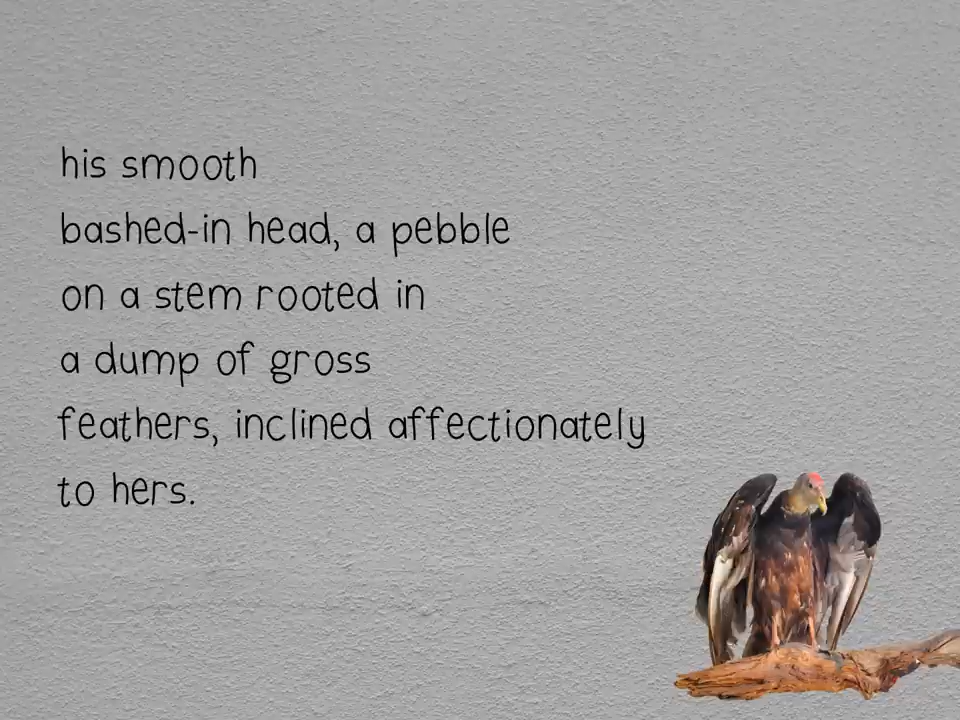 his smooth
bashed-in head, a pebble
on a stem rooted in
a dump of gross
feathers, inclined affectionately
to hers.